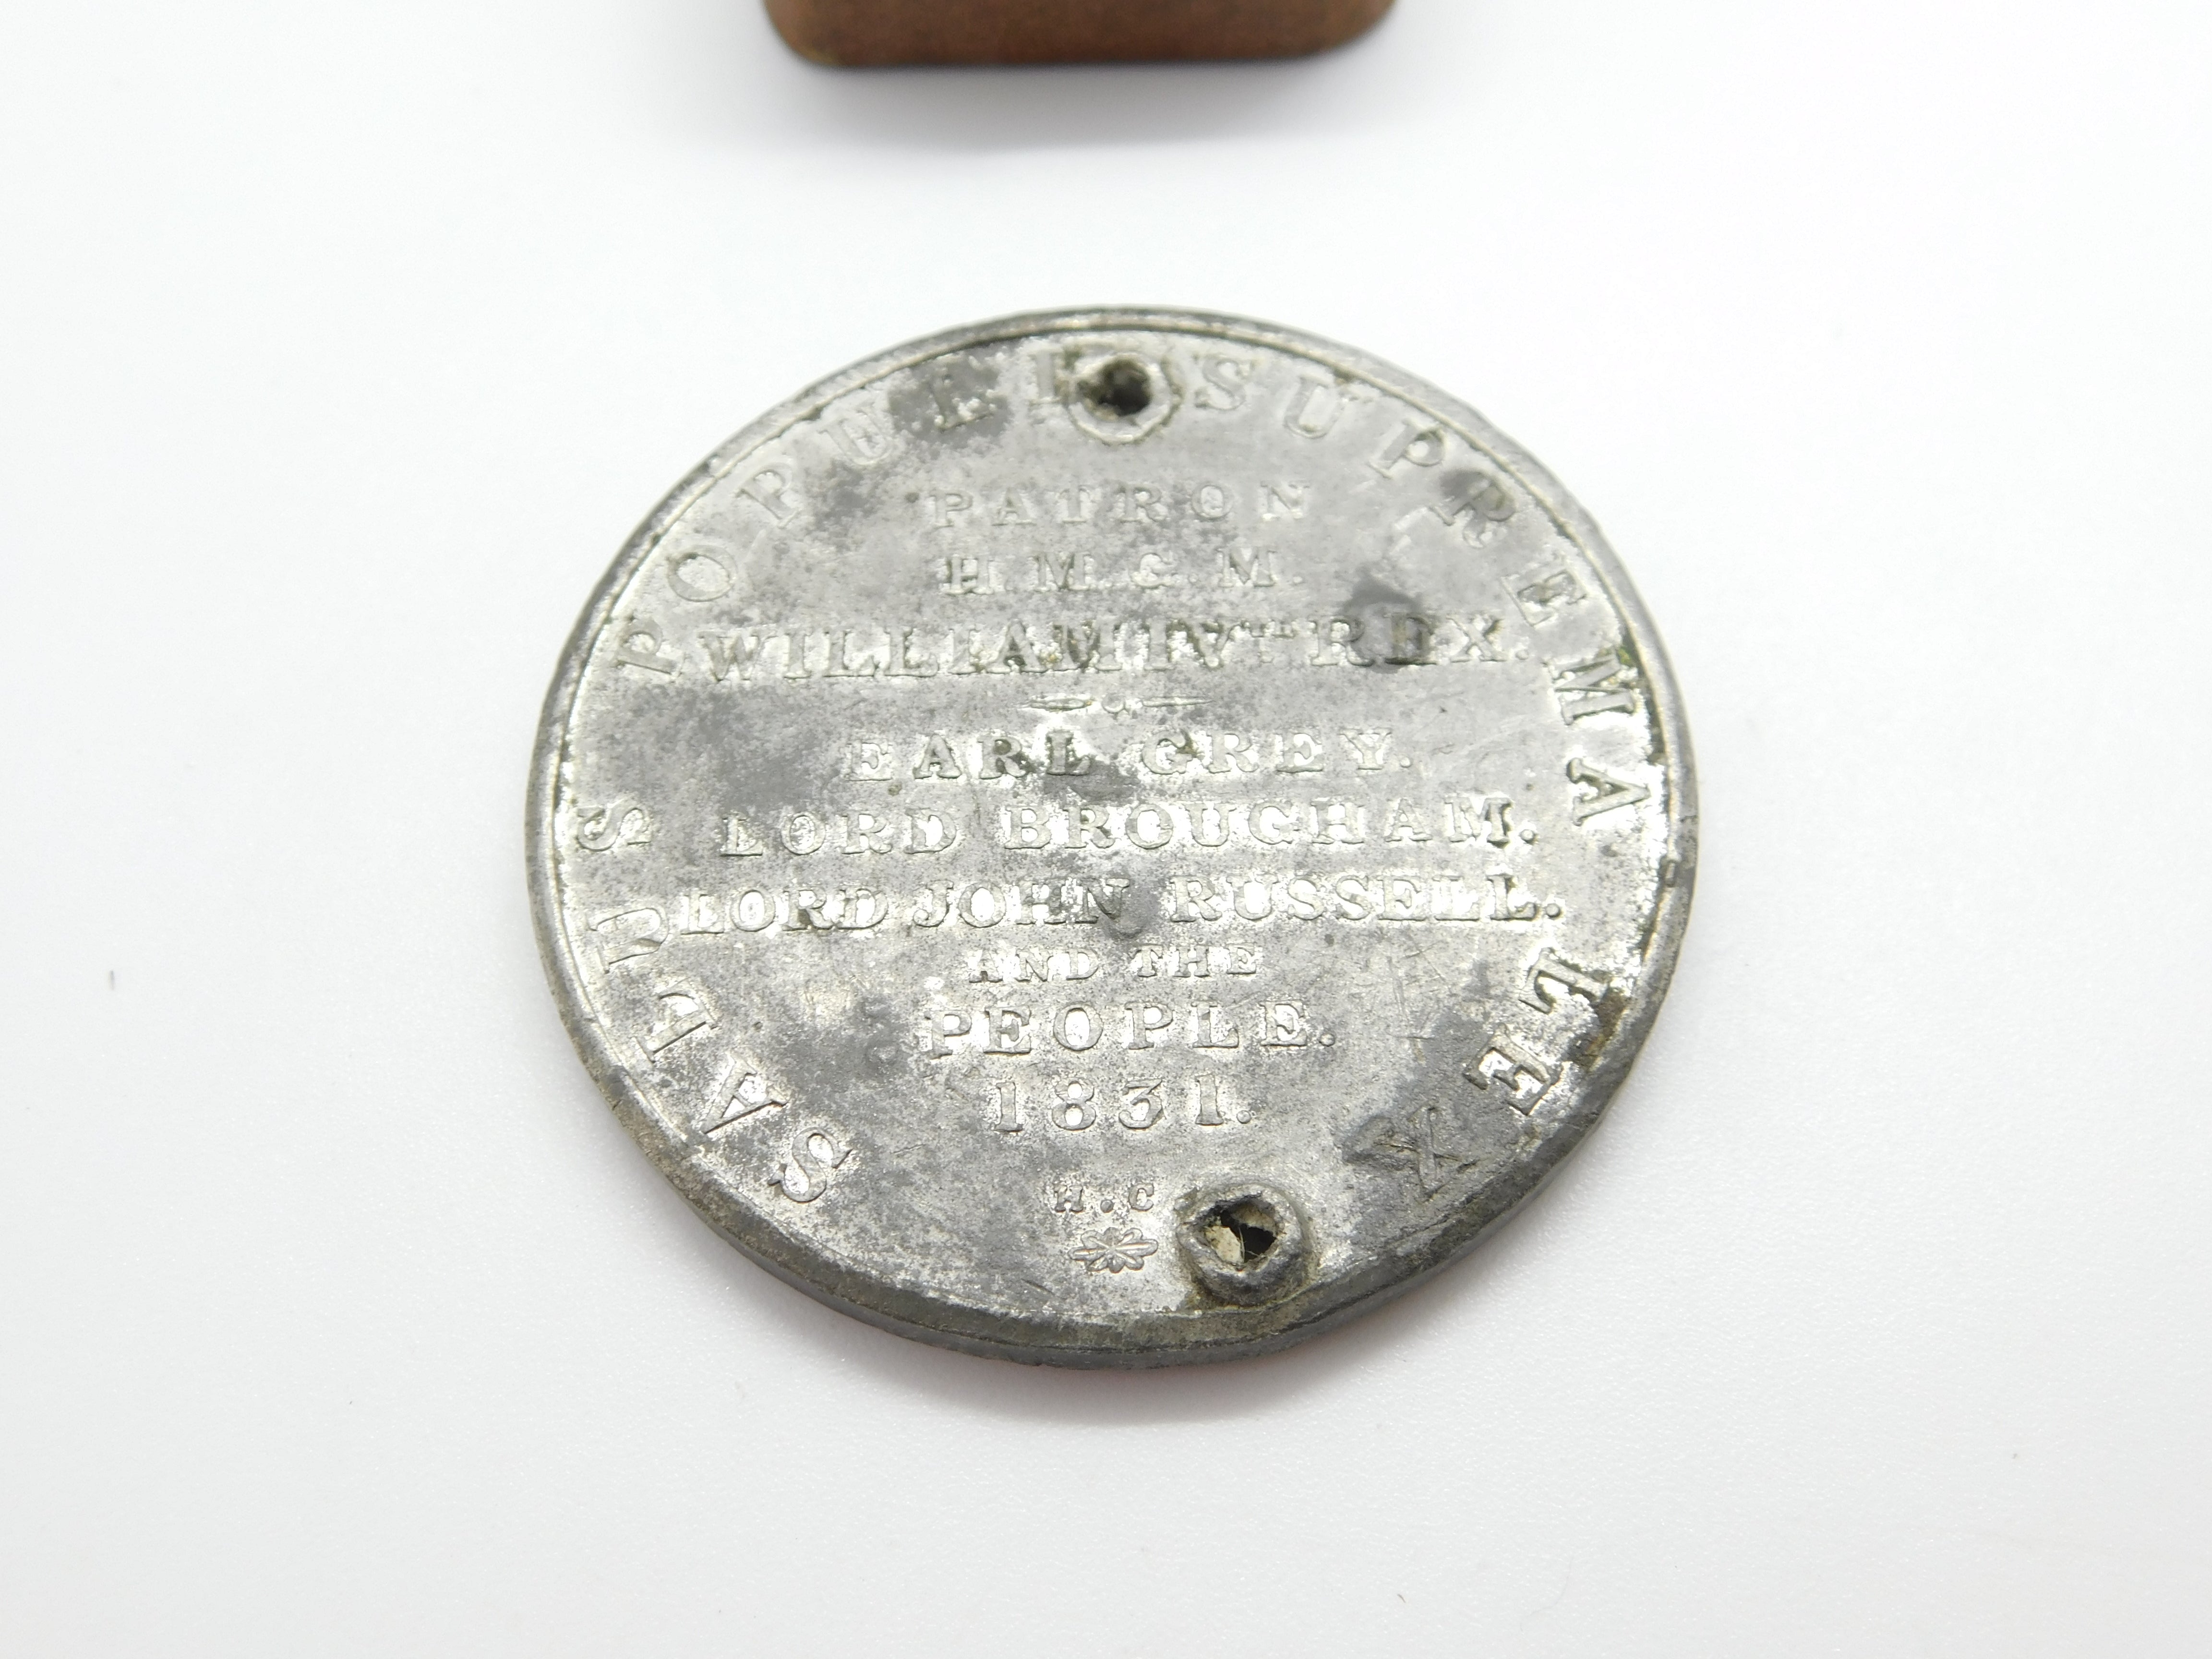 SALUS POPULI SUPREMA LEX
PATRON
H.M.G.M.
WILLIAM IVTH REX.
EARL GREY.
LORD BROUGHAM.
LORD JOHN RUSSELL.
AND THE
PEOPLE.
1831.
H.C